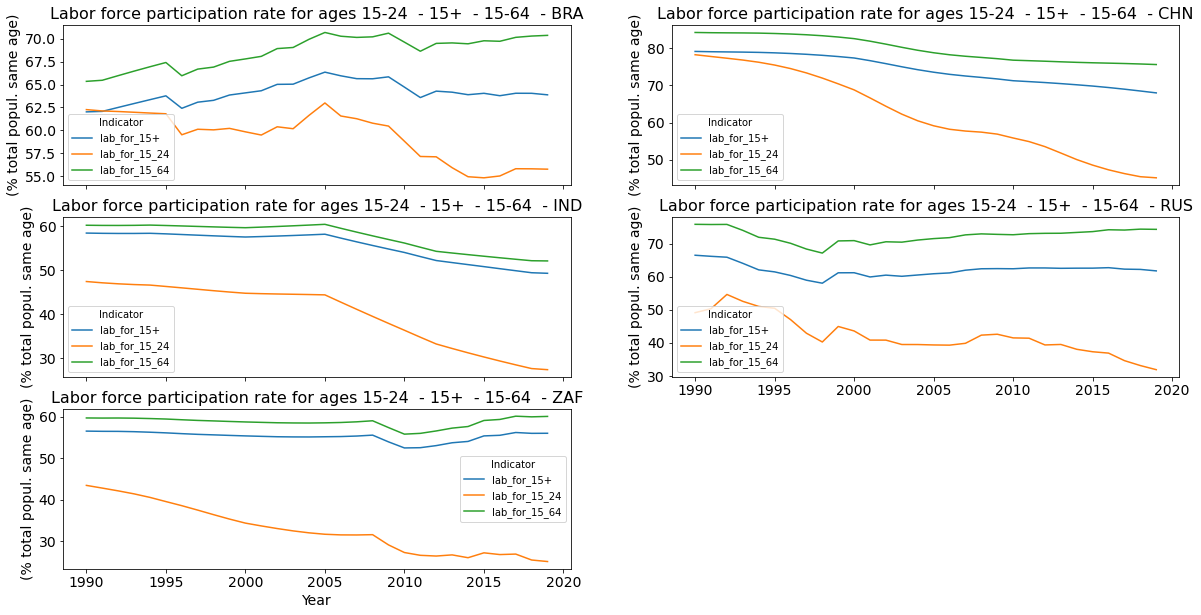 Labor force participation rate for ages 15-24 - 15+ - 15-64 - BRA
(% total popul. same age)
70.0
67.5
65.0
62.5
60.0
57.5
55.0
Indicator
lab_for_15+
lab_for_15_24
lab_for_15_64
Labor force participation rate for ages 15-24 - 15+ - 15-64 - CHN
(% total popul. same age)
80
70
60
50
Indicator
lab_for_15+
lab_for_15_24
lab_for_15_64
Labor force participation rate for ages 15-24 - 15+ - 15-64 - IND
(% total popul. same age)
60
50
40
30
Indicator
lab_for_15+
lab_for_15_24
lab_for_15_64
Labor force participation rate for ages 15-24 - 15+ - 15-64 - RUS
(% total popul. same age)
70
60
50
40
30
Indicator
lab_for_15+
lab_for_15_24
lab_for_15_64
1990 1995 2000 2005 2010 2015 2020
Labor force participation rate for ages 15-24 - 15+ - 15-64 - ZAF
(% total popul. same age)
60
50
40
30
Indicator
lab_for_15+
lab_for_15_24
lab_for_15_64
1990 1995 2000 2005 2010 2015 2020
Year